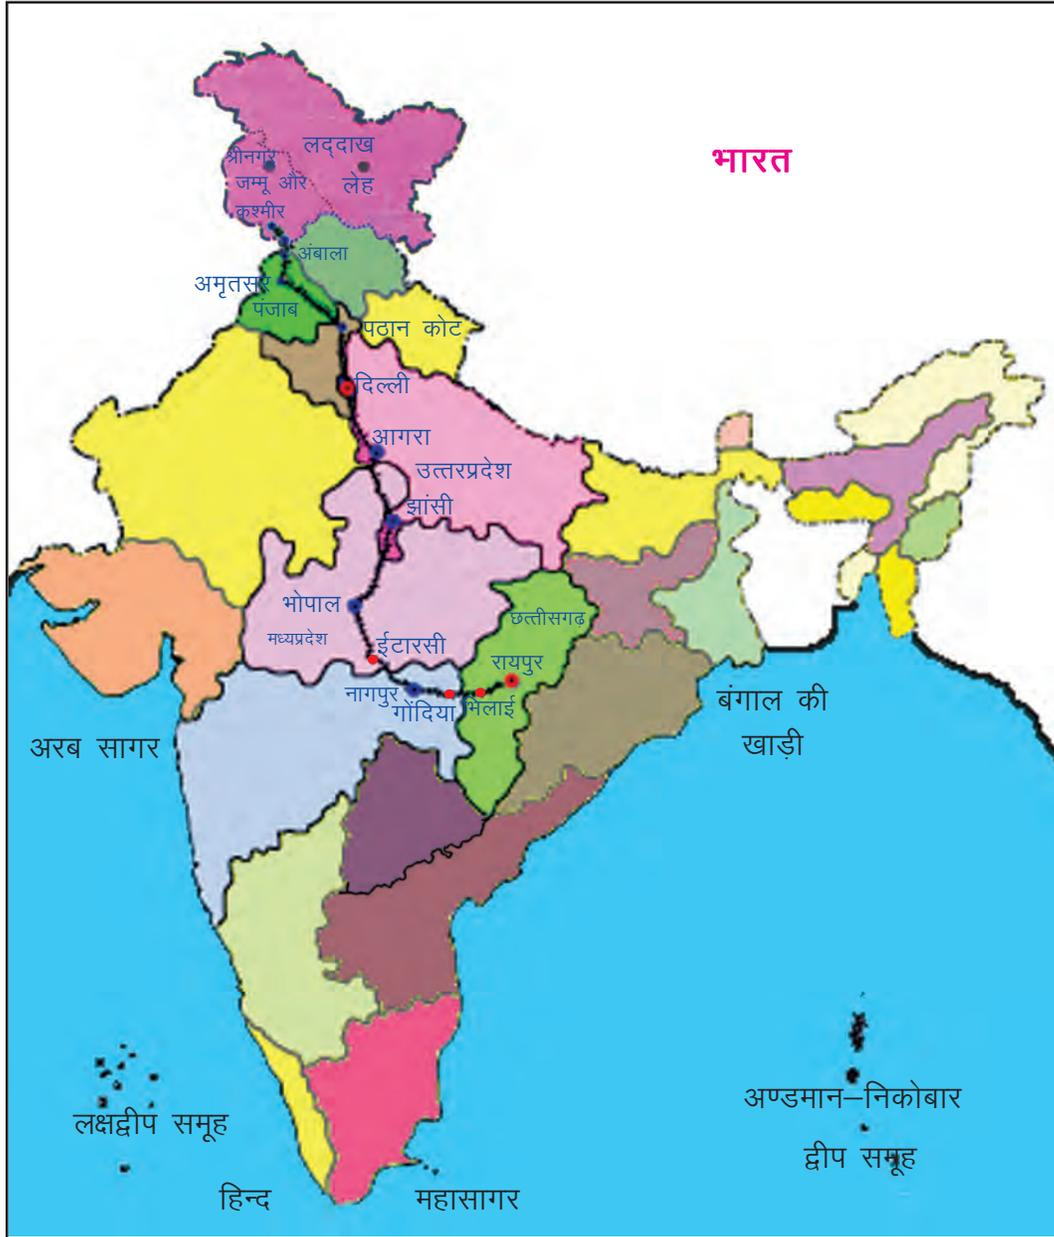 भारत
लद्दाख
श्रीनगर
जम्मू और
लेह
कश्मीर
अंबाला
अमृतसर
पंजाब
पठान कोट
दिल्ली
आगरा
उत्तरप्रदेश
झांसी
भोपाल
छत्तीसगढ़
मध्यप्रदेश
ईटारसी
रायपुर
नागपुर
गोंदिया
भिलाई
बंगाल की
खाड़ी
अरब सागर
अण्डमान–निकोबार
द्वीप समूह
लक्षद्वीप समूह
हिन्द महासागर